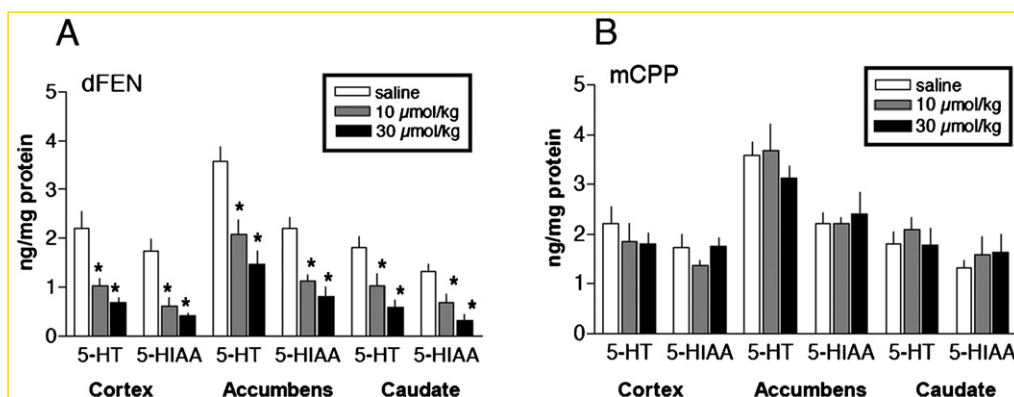 A
dFEN
saline
10 µmol/kg
30 µmol/kg
5
4
3
2
1
0
ng/mg protein
* * * * * * * * * * * *
5-HT 5-HIAA 5-HT 5-HIAA 5-HT 5-HIAA
Cortex Accumbens Caudate
B
mCPP
saline
10 µmol/kg
30 µmol/kg
5
4
3
2
1
0
ng/mg protein
5-HT 5-HIAA 5-HT 5-HIAA 5-HT 5-HIAA
Cortex Accumbens Caudate